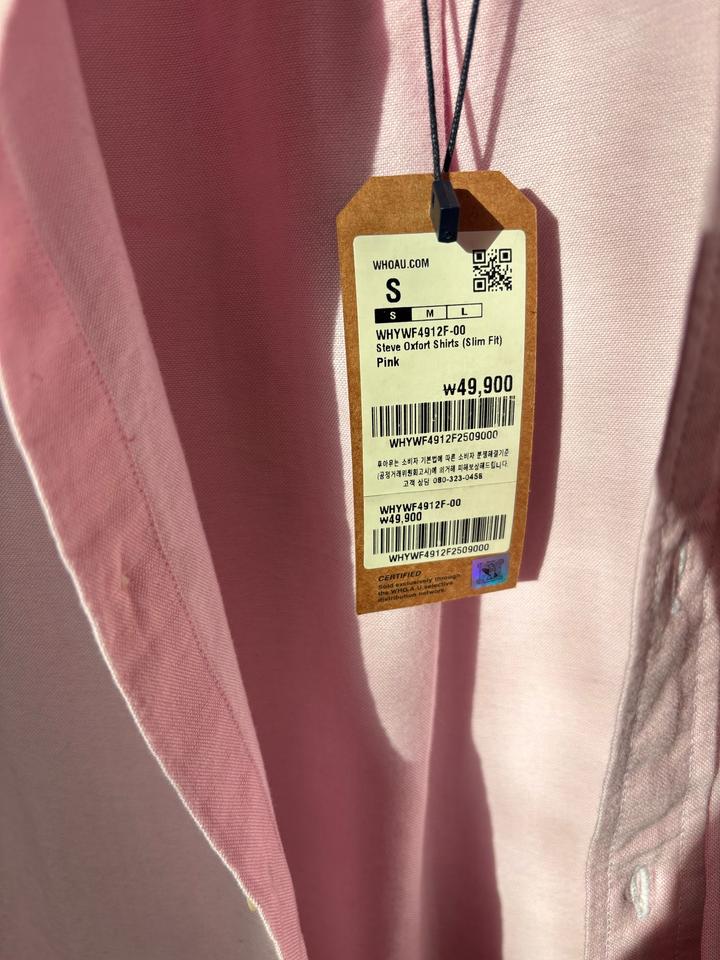 WHOAU.COM
S
S M L
WHYWF4912F-00
Steve Oxfort Shirts (Slim Fit)
Pink
₩49,900
WHYWF4912F2509000
후아유는 소비자 기본법에 따른 소비자 분쟁해결기준
(공정거래위원회고시)에 의거해 피해보상해드립니다.
고객 상담 080-323-0456
WHYWF4912F-00
₩49,900
WHYWF4912F2509000
CERTIFIED
Sold exclusively through
the WHO.A.U selective
distribution network.